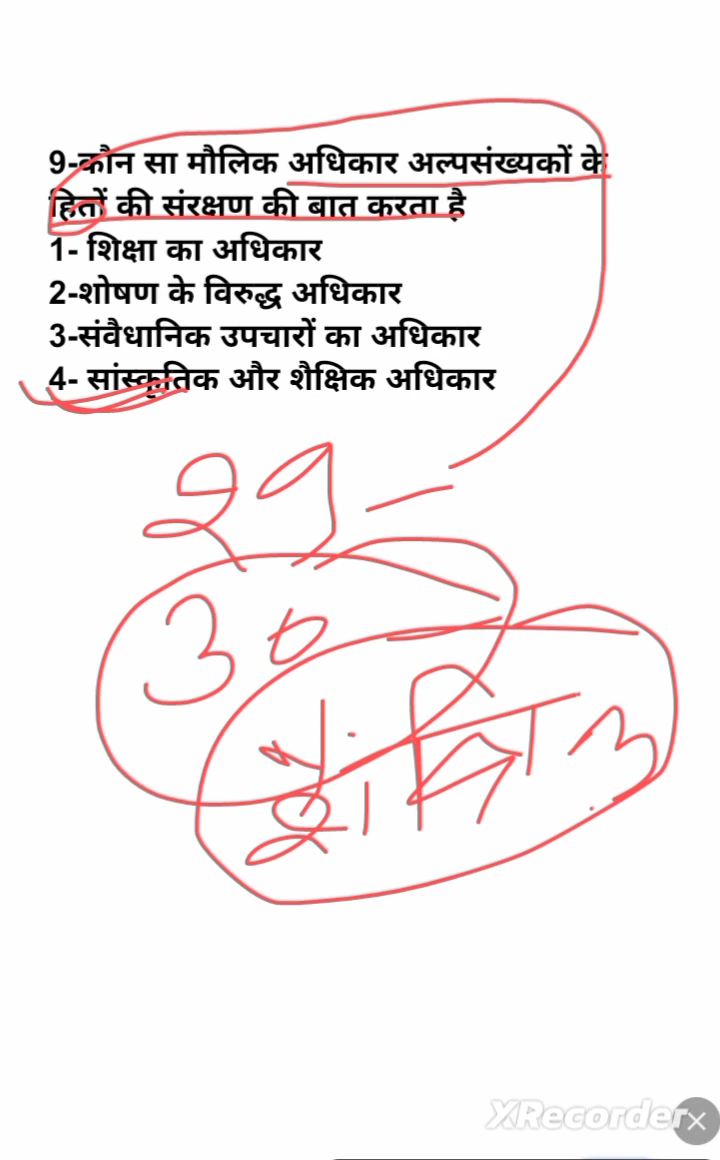 9-कौन सा मौलिक अधिकार अल्पसंख्यकों के
हितों की संरक्षण की बात करता है
1- शिक्षा का अधिकार
2-शोषण के विरुद्ध अधिकार
3-संवैधानिक उपचारों का अधिकार
4- सांस्कृतिक और शैक्षिक अधिकार
29
30
XRecorder